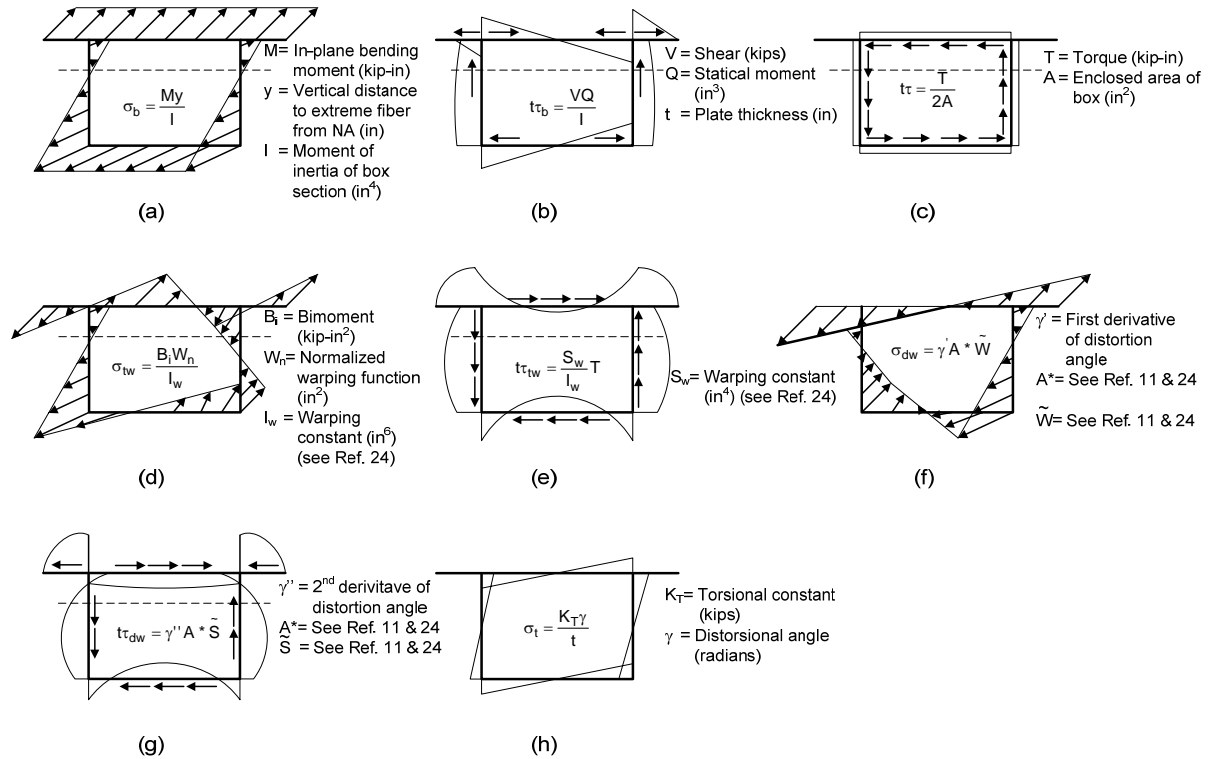 M= In-plane bending
moment (kip-in)
y = Vertical distance
to extreme fiber
from NA (in)
I = Moment of
inertia of box
section (in⁴)
σb = My/I
(a)
V = Shear (kips)
Q = Statical moment
(in³)
t = Plate thickness (in)
tτb = VQ/I
(b)
T = Torque (kip-in)
A = Enclosed area of
box (in²)
tτ = T/2A
(c)
Bi = Bimoment
(kip-in²)
Wn= Normalized
warping function
(in²)
Iw = Warping
constant (in⁶)
(see Ref. 24)
σtw = BiWn/Iw
(d)
tτtw = Sw/Iw T
Sw = Warping constant
(in⁴) (see Ref. 24)
(e)
σdw = γ'A * W̃
γ' = First derivative
of distortion
angle
A*= See Ref. 11 & 24
W̃= See Ref. 11 & 24
(f)
γ'' = 2nd derivitave of
distortion angle
A*= See Ref. 11 & 24
S̃ = See Ref. 11 & 24
tτdw = γ''A * S̃
(g)
σt = KTγ/t
KT= Torsional constant
(kips)
γ = Distorsional angle
(radians)
(h)